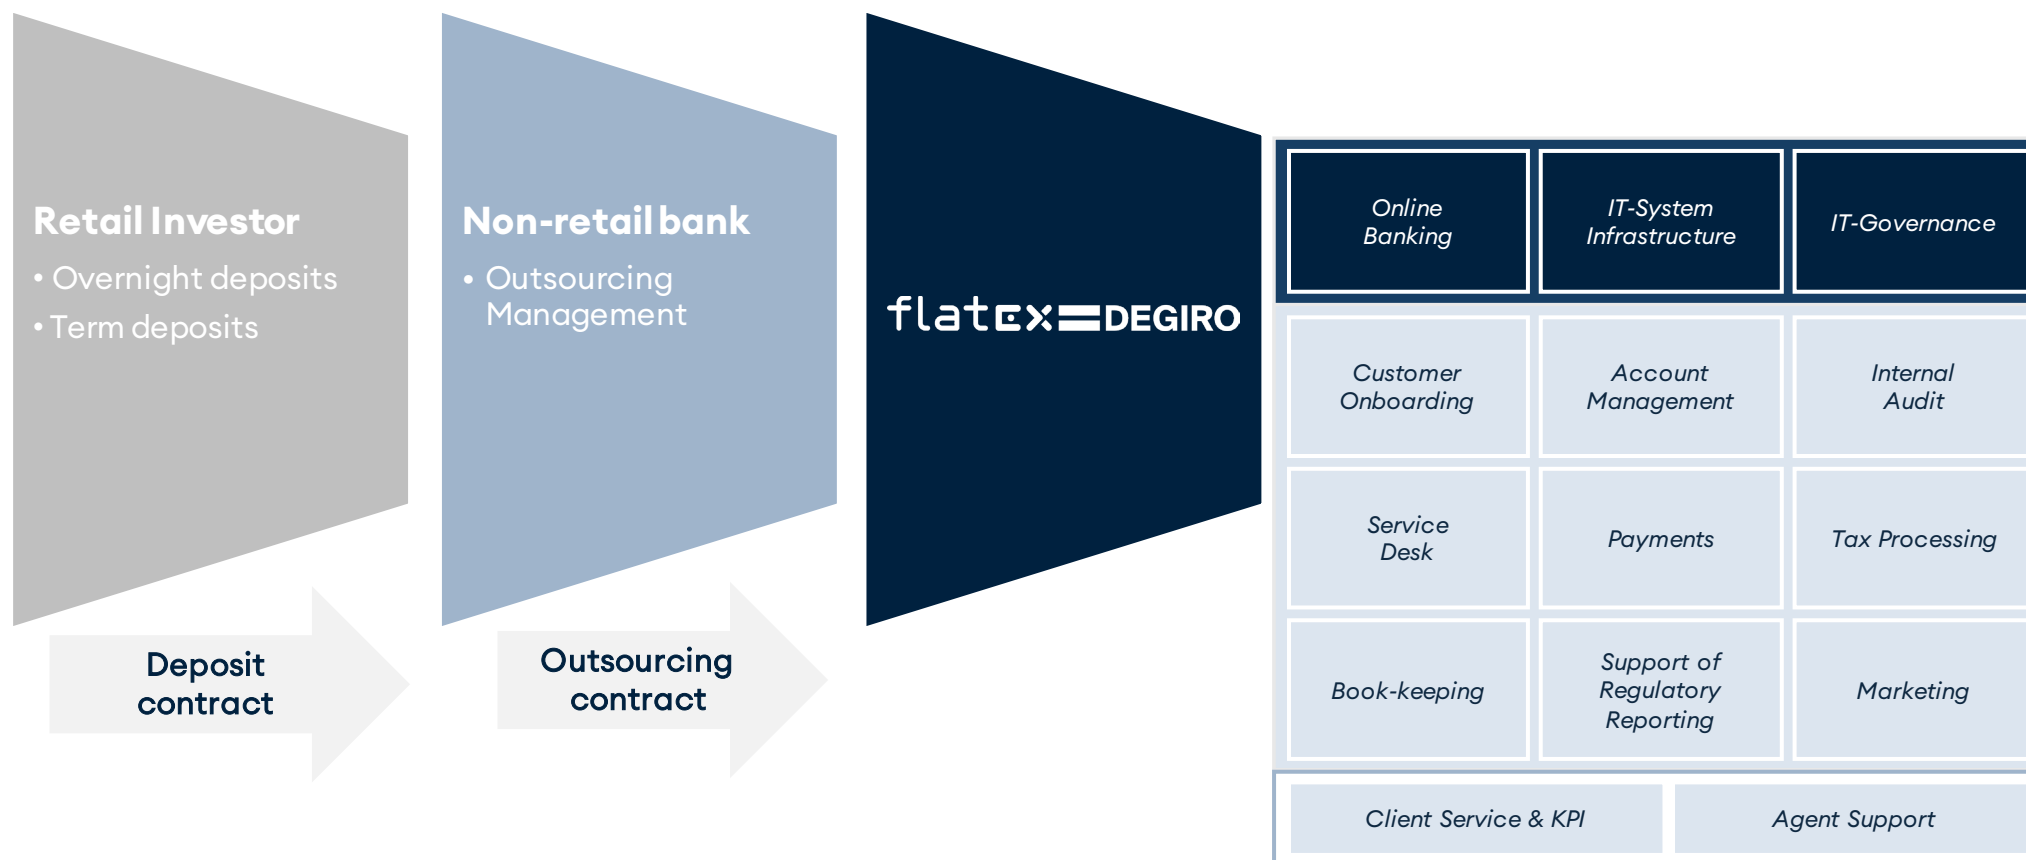 Retail Investor
• Overnight deposits
• Term deposits
Deposit
contract
Non-retail bank
• Outsourcing
Management
Outsourcing
contract
flatex=DEGIRO
Online
Banking
IT-System
Infrastructure
IT-Governance
Customer
Onboarding
Account
Management
Internal
Audit
Service
Desk
Payments
Tax Processing
Book-keeping
Support of
Regulatory
Reporting
Marketing
Client Service & KPI
Agent Support